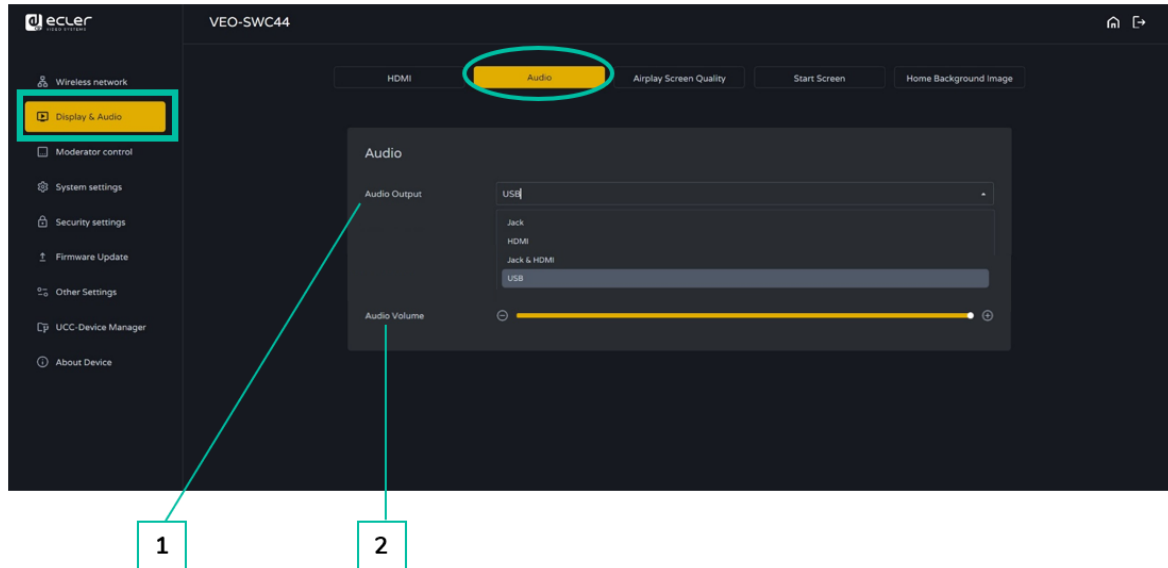 ecler
VIDEO SYSTEMS
VEO-SWC44
Wireless network
Display & Audio
Moderator control
System settings
Security settings
Firmware Update
Other Settings
UCC-Device Manager
About Device
HDMI
Audio
Airplay Screen Quality
Start Screen
Home Background Image
Audio
Audio Output
USB
Jack
HDMI
Jack & HDMI
USB
Audio Volume
1
2